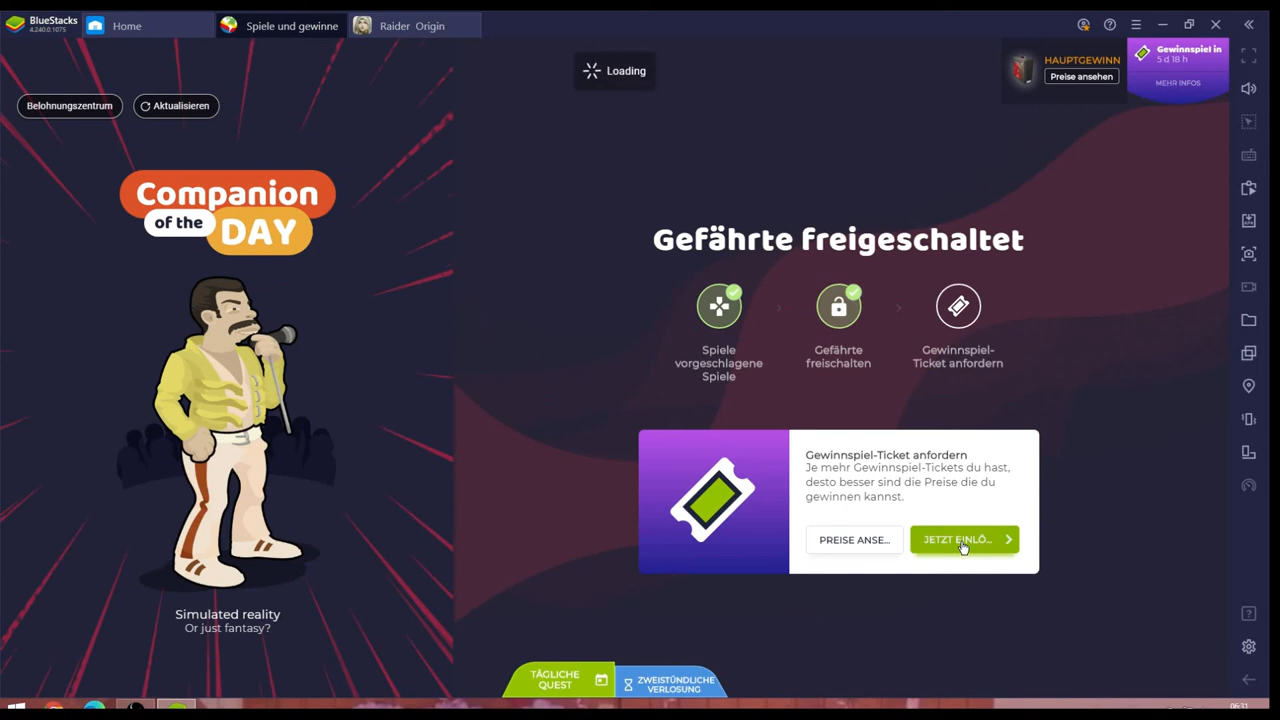 BlueStacks
4.240.0.1075
Home
Spiele und gewinne
Raider Origin
Loading
HAUPTGEWINN
Preise ansehen
Gewinnspiel in
5 d 18 h
MEHR INFOS
Belohnungszentrum
Aktualisieren
Companion
of the
DAY
Gefährte freigeschaltet
Spiele
vorgeschlagene
Spiele
Gefährte
freischalten
Gewinnspiel-
Ticket anfordern
Gewinnspiel-Ticket anfordern
Je mehr Gewinnspiel-Tickets du hast,
desto besser sind die Preise die du
gewinnen kannst.
PREISE ANSE...
JETZT EINLÖ...
Simulated reality
Or just fantasy?
TÄGLICHE
QUEST
ZWEISTÜNDLICHE
VERLOSUNG
06:31